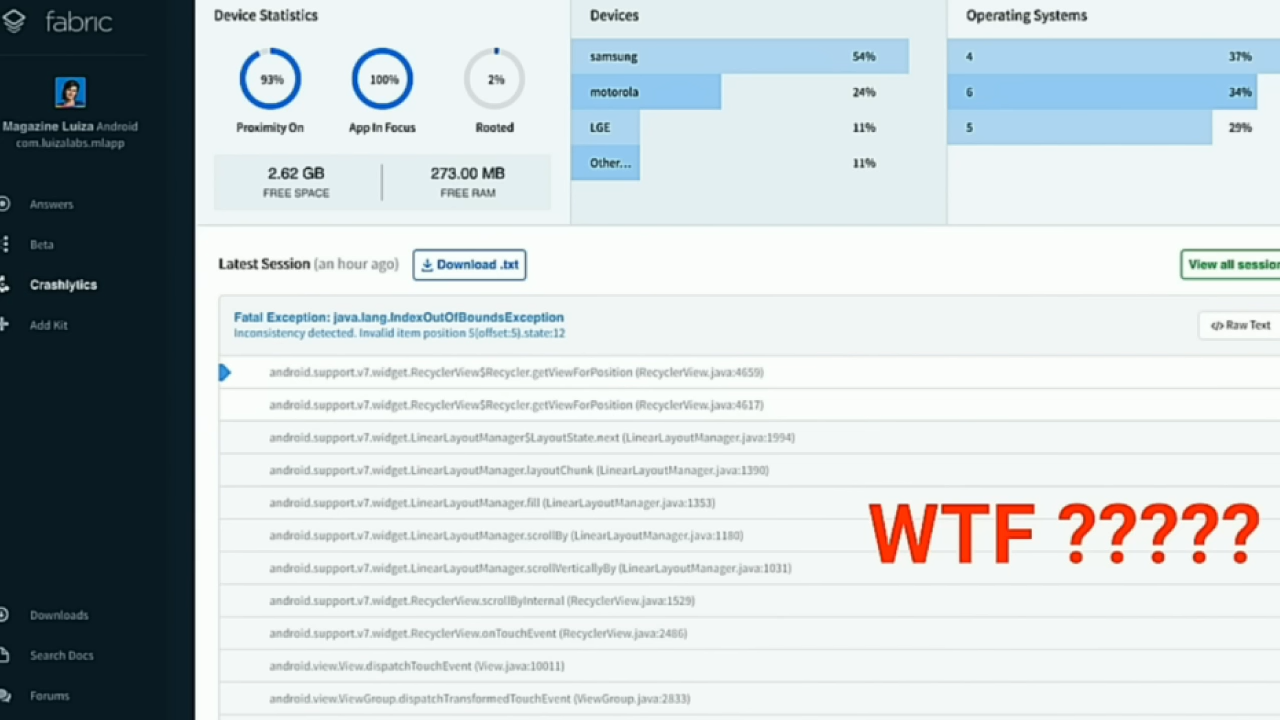 fabric
Magazine Luiza Android
com.luizalabs.mlapp
Answers
Beta
Crashlytics
Add Kit
Downloads
Search Docs
Forums
Device Statistics
93%
100%
2%
Proximity On
App In Focus
Rooted
2.62 GB
FREE SPACE
273.00 MB
FREE RAM
Devices
samsung 54%
motorola 24%
LGE 11%
Other... 11%
Operating Systems
4 37%
6 34%
5 29%
Latest Session (an hour ago)
Download .txt
View all session
Fatal Exception: java.lang.IndexOutOfBoundsException
Inconsistency detected. Invalid item position 5(offset:5).state:12
</> Raw Text
android.support.v7.widget.RecyclerView$Recycler.getViewForPosition (RecyclerView.java:4659)
android.support.v7.widget.RecyclerView$Recycler.getViewForPosition (RecyclerView.java:4617)
android.support.v7.widget.LinearLayoutManager$LayoutState.next (LinearLayoutManager.java:1994)
android.support.v7.widget.LinearLayoutManager.layoutChunk (LinearLayoutManager.java:1390)
android.support.v7.widget.LinearLayoutManager.fill (LinearLayoutManager.java:1353)
android.support.v7.widget.LinearLayoutManager.scrollBy (LinearLayoutManager.java:1180)
android.support.v7.widget.LinearLayoutManager.scrollVerticallyBy (LinearLayoutManager.java:1031)
android.support.v7.widget.RecyclerView.scrollByInternal (RecyclerView.java:1529)
android.support.v7.widget.RecyclerView.onTouchEvent (RecyclerView.java:2486)
android.view.View.dispatchTouchEvent (View.java:10011)
android.view.ViewGroup.dispatchTransformedTouchEvent (ViewGroup.java:2833)
WTF ?????